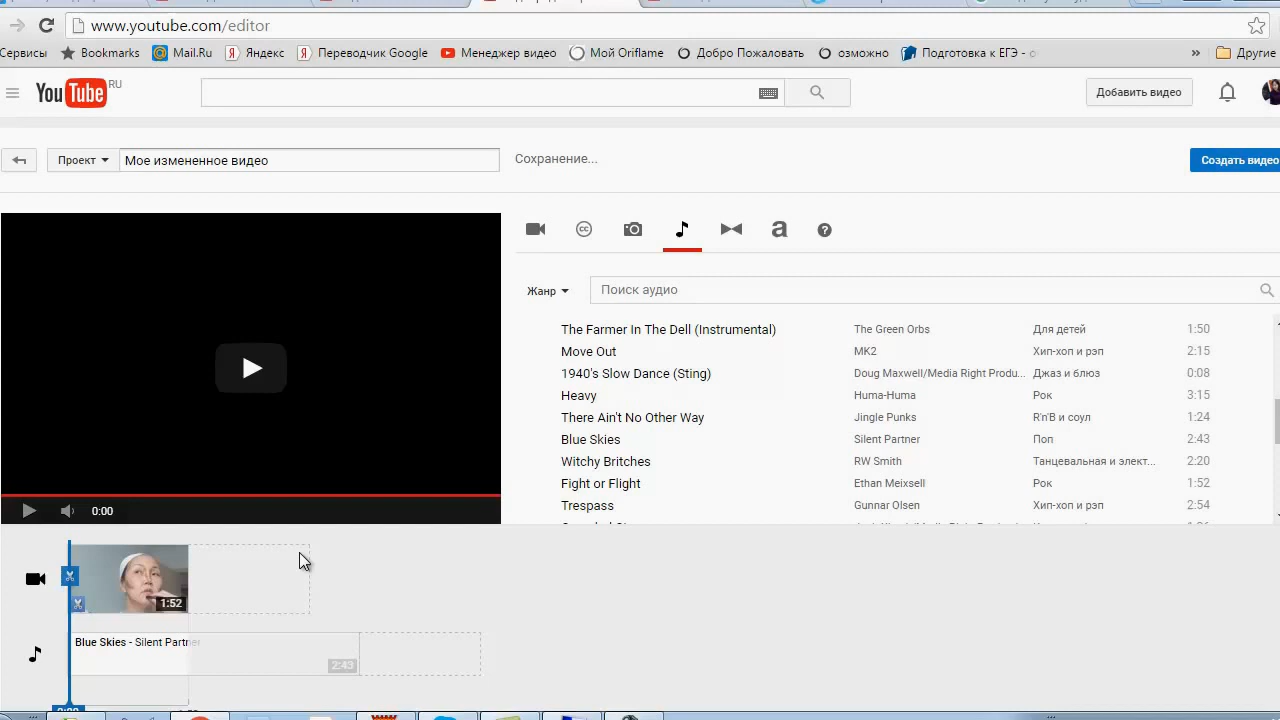 www.youtube.com/editor
Сервисы Bookmarks Mail.Ru Яндекс Переводчик Google Менеджер видео Мой Oriflame Добро Пожаловать озможно Подготовка к ЕГЭ - » Другие
YouTube RU Добавить видео
Проект Мое измененное видео Сохранение... Создать видео
Жанр Поиск аудио
The Farmer In The Dell (Instrumental) The Green Orbs Для детей 1:50
Move Out MK2 Хип-хоп и рэп 2:15
1940's Slow Dance (Sting) Doug Maxwell/Media Right Produ... Джаз и блюз 0:08
Heavy Huma-Huma Рок 3:15
There Ain't No Other Way Jingle Punks R'n'B и соул 1:24
Blue Skies Silent Partner Поп 2:43
Witchy Britches RW Smith Танцевальная и элект... 2:20
Fight or Flight Ethan Meixsell Рок 1:52
Trespass Gunnar Olsen Хип-хоп и рэп 2:54
0:00
1:52
Blue Skies - Silent Partner
2:43